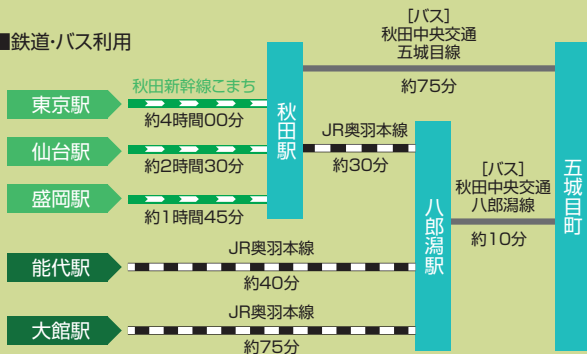 ■鉄道・バス利用
[バス]
秋田中央交通
五城目線
約75分
秋田新幹線こまち
東京駅
約4時間00分
仙台駅
約2時間30分
盛岡駅
約1時間45分
秋田駅
JR奥羽本線
約30分
[バス]
秋田中央交通
八郎潟線
約10分
八郎潟駅
五城目町
能代駅
JR奥羽本線
約40分
大館駅
JR奥羽本線
約75分